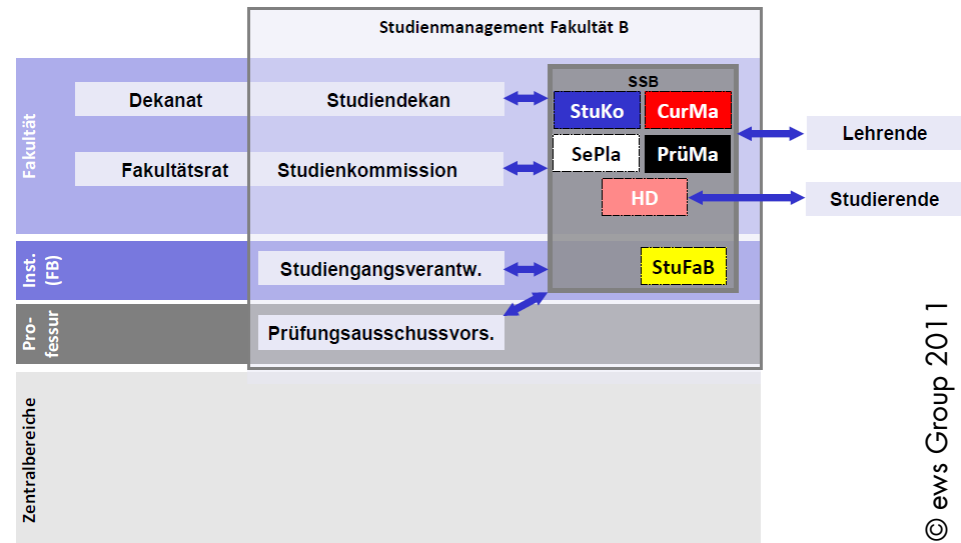 Studienmanagement Fakultät B
Fakultät
Dekanat
Studiendekan
SSB
StuKo
CurMa
Lehrende
Fakultätsrat
Studienkommission
SePla
PrüMa
HD
Studierende
Inst.
(FB)
Studiengangsverantw.
StuFaB
Pro-
fessur
Prüfungsausschussvors.
Zentralbereiche
© ews Group 2011